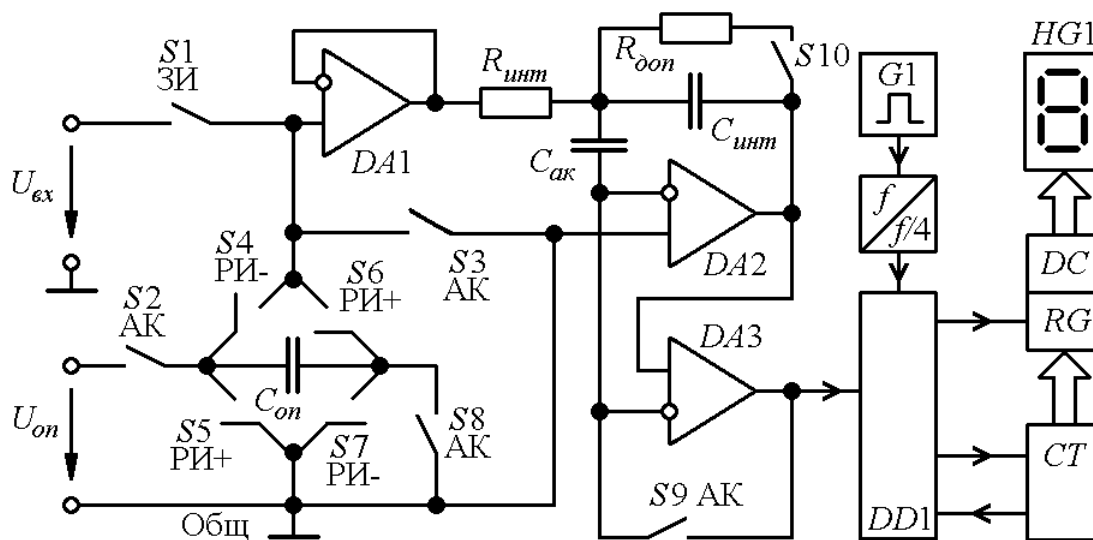 S1
ЗИ
DA1
Rинт
Rдоп
S10
Cинт
Cак
G1
HG1
Uвх
S4
РИ-
S6
РИ+
S3
АК
DA2
f
f/4
DC
S2
АК
RG
DA3
Uоп
Cоп
S8
АК
S5
РИ+
S7
РИ-
CT
S9 АК
Общ
DD1